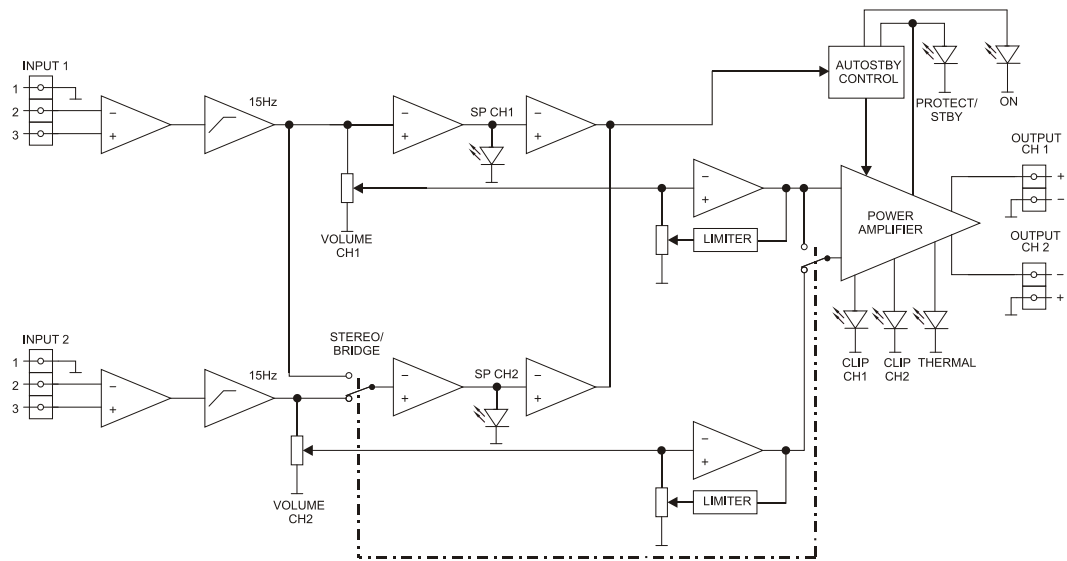 INPUT 1
1
2
3
−
+
15Hz
−
+
SP CH1
−
+
VOLUME
CH1
−
+
LIMITER
AUTOSTBY
CONTROL
PROTECT/
STBY
ON
POWER
AMPLIFIER
OUTPUT
CH 1
+
−
OUTPUT
CH 2
−
+
CLIP
CH1
CLIP
CH2
THERMAL
INPUT 2
1
2
3
−
+
15Hz
STEREO/
BRIDGE
−
+
SP CH2
−
+
VOLUME
CH2
−
+
LIMITER